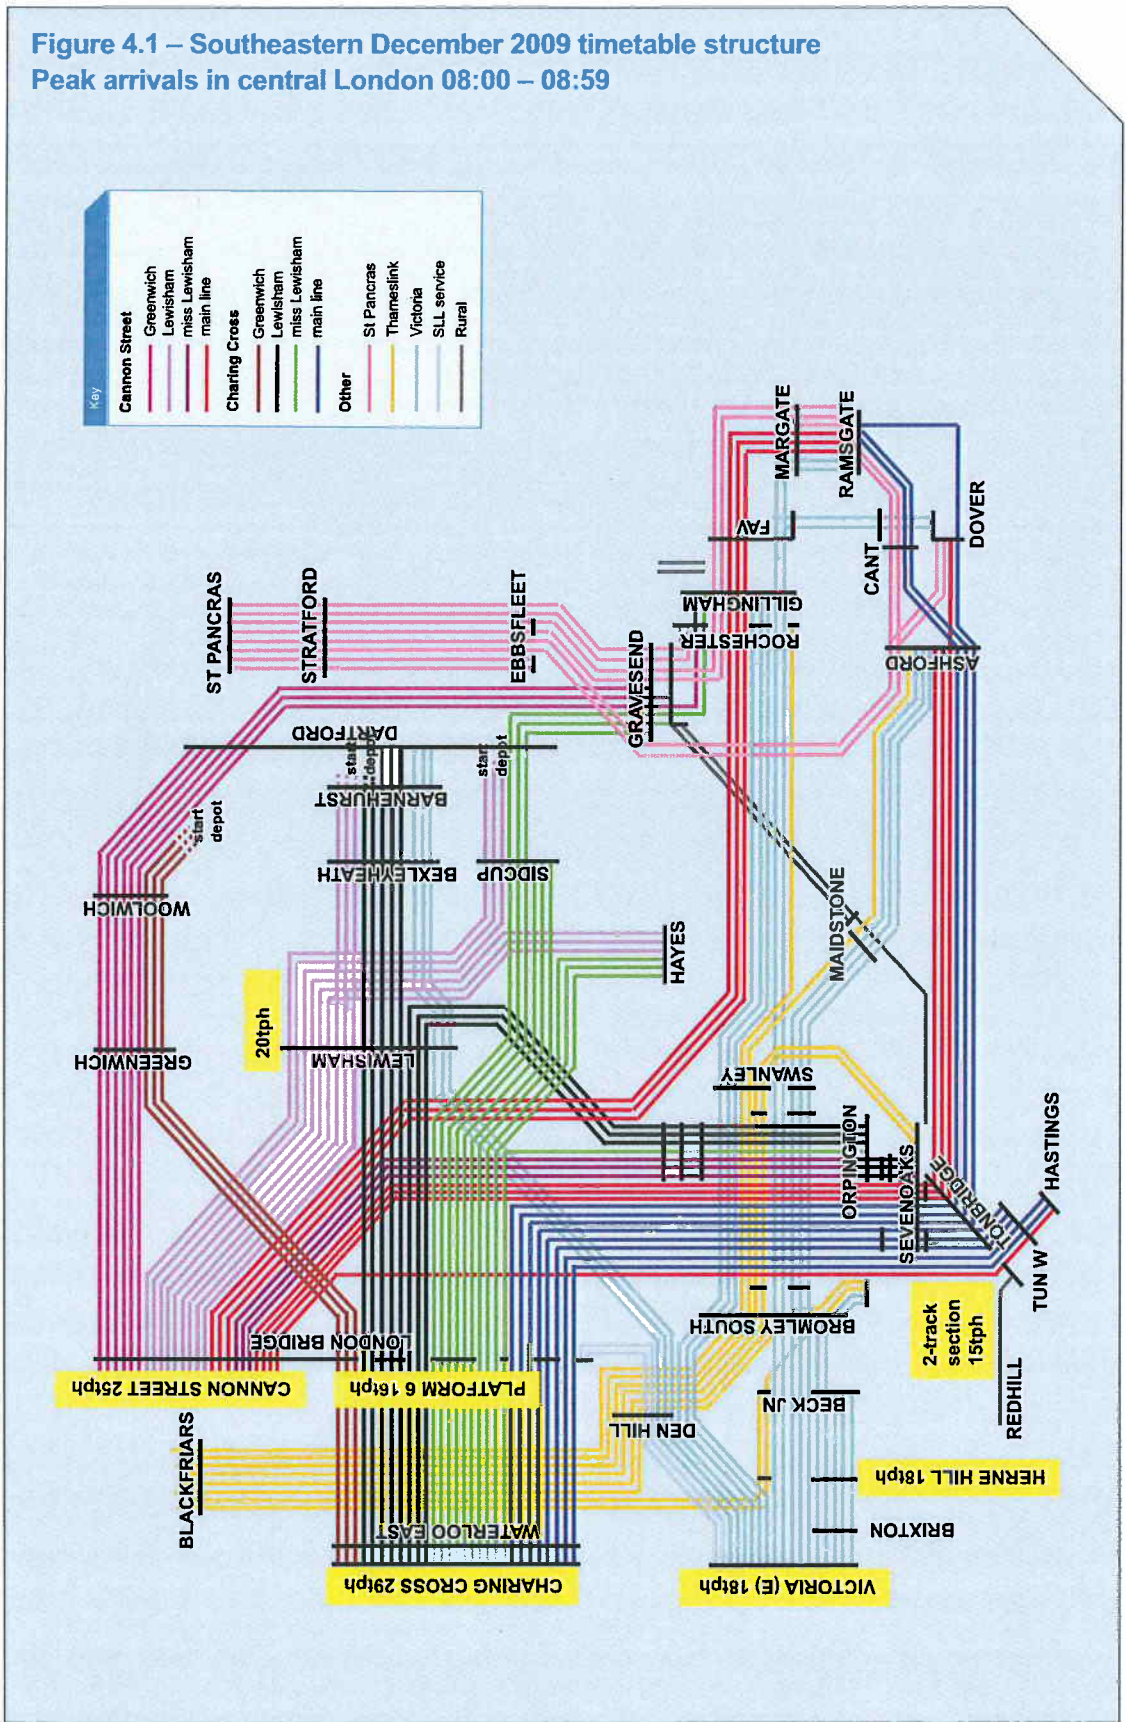 Figure 4.1 – Southeastern December 2009 timetable structure
Peak arrivals in central London 08:00 – 08:59
Key
Cannon Street
Greenwich
Lewisham
miss Lewisham
main line
Charing Cross
Greenwich
Lewisham
miss Lewisham
main line
Other
St Pancras
Thameslink
Victoria
SLL service
Rural
ST PANCRAS
STRATFORD
EBBSFLEET
GRAVESEND
DARTFORD
start
depot
start
depot
start
depot
BARNEHURST
BEXLEYHEATH
SIDCUP
WOOLWICH
GREENWICH
20tph
LEWISHAM
HAYES
MARGATE
RAMSGATE
FAV
CANT
DOVER
GILLINGHAM
ROCHESTER
ASHFORD
MAIDSTONE
SWANLEY
ORPINGTON
SEVENOAKS
TONBRIDGE
HASTINGS
TUN W
2-track
section
15tph
REDHILL
BROMLEY SOUTH
LONDON BRIDGE
CANNON STREET 25tph
PLATFORM 6 16tph
BLACKFRIARS
DEN HILL
BECK JN
HERNE HILL 18tph
BRIXTON
WATERLOO EAST
CHARING CROSS 29tph
VICTORIA (E) 18tph